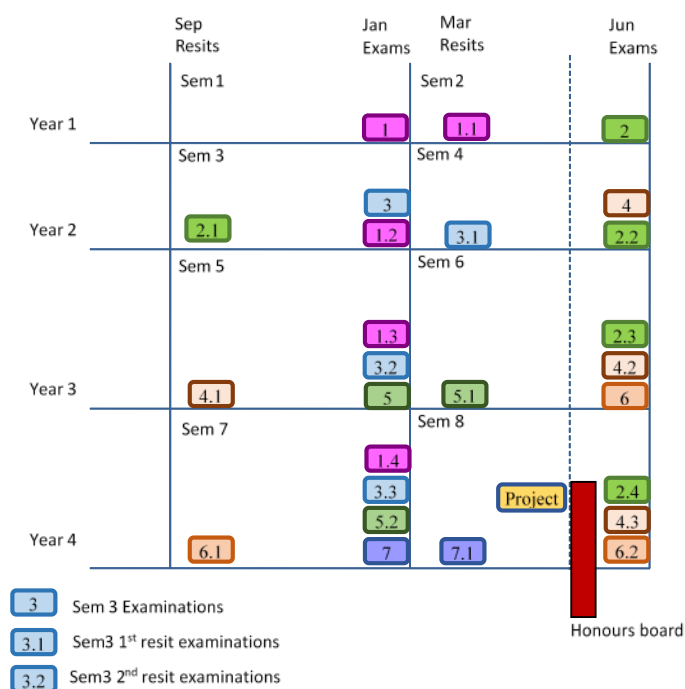 Sep
Resits
Jan
Exams
Mar
Resits
Jun
Exams
Sem 1
Sem 2
Year 1
1
1.1
2
Sem 3
Sem 4
3
4
Year 2
2.1
1.2
3.1
2.2
Sem 5
Sem 6
1.3
2.3
3.2
4.2
Year 3
4.1
5
5.1
6
Sem 7
Sem 8
1.4
3.3
Project
2.4
5.2
4.3
Year 4
6.1
7
7.1
6.2
3 Sem 3 Examinations
3.1 Sem3 1st resit examinations
3.2 Sem3 2nd resit examinations
Honours board